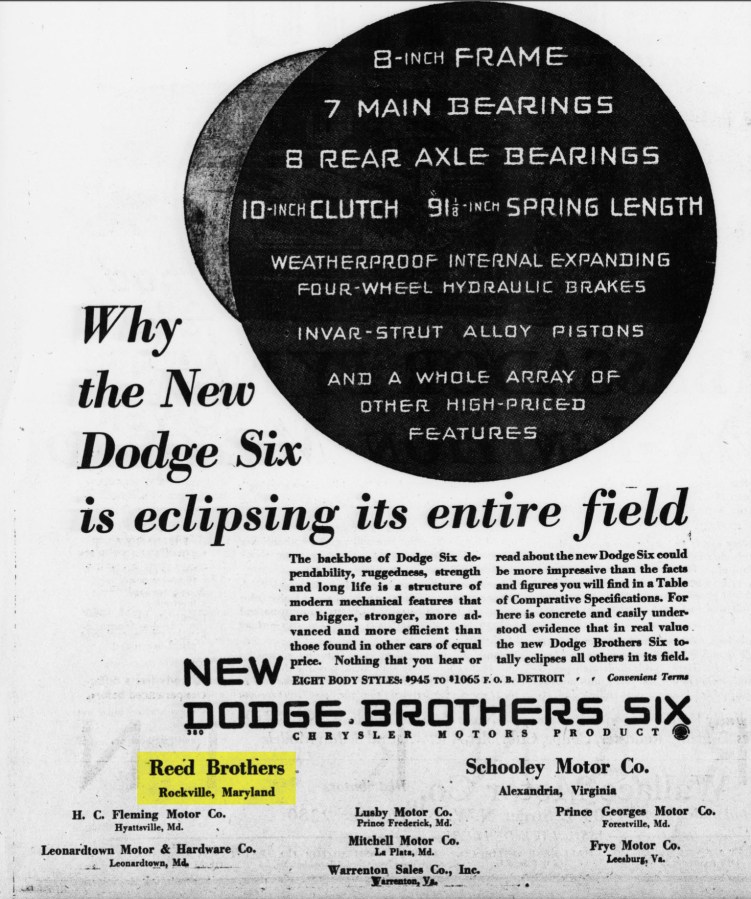 8-INCH FRAME
7 MAIN BEARINGS
8 REAR AXLE BEARINGS
10-INCH CLUTCH 91⅛-INCH SPRING LENGTH
WEATHERPROOF INTERNAL EXPANDING
FOUR-WHEEL HYDRAULIC BRAKES
INVAR-STRUT ALLOY PISTONS
AND A WHOLE ARRAY OF
OTHER HIGH-PRICED
FEATURES
Why
the New
Dodge Six
is eclipsing its entire field
The backbone of Dodge Six de-
pendability, ruggedness, strength
and long life is a structure of
modern mechanical features that
are bigger, stronger, more ad-
vanced and more efficient than
those found in other cars of equal
price. Nothing that you hear or
read about the new Dodge Six could
be more impressive than the facts
and figures you will find in a Table
of Comparative Specifications. For
here is concrete and easily under-
stood evidence that in real value
the new Dodge Brothers Six to-
tally eclipses all others in its field.
EIGHT BODY STYLES: $945 TO $1065 F. O. B. DETROIT , , Convenient Terms
NEW
DODGE BROTHERS SIX
CHRYSLER MOTORS PRODUCT
Reed Brothers
Rockville, Maryland
Schooley Motor Co.
Alexandria, Virginia
H. C. Fleming Motor Co.
Hyattsville, Md.
Lusby Motor Co.
Prince Frederick, Md.
Prince Georges Motor Co.
Forestville, Md.
Leonardtown Motor & Hardware Co.
Leonardtown, Md.
Mitchell Motor Co.
La Plata, Md.
Frye Motor Co.
Leesburg, Va.
Warrenton Sales Co., Inc.
Warrenton, Va.